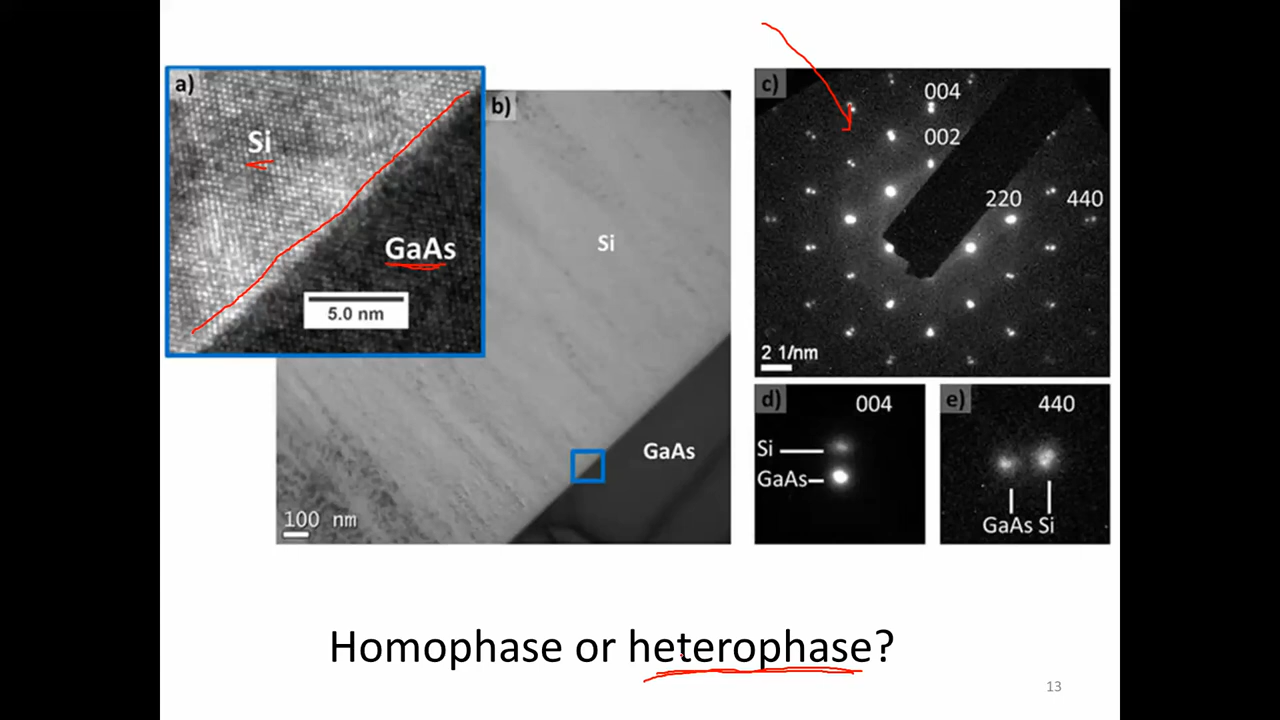 a)
Si
GaAs
5.0 nm
b)
Si
GaAs
100 nm
c)
004
002
220
440
2 1/nm
d)
004
Si
GaAs
e)
440
GaAs Si
Homophase or heterophase?
13